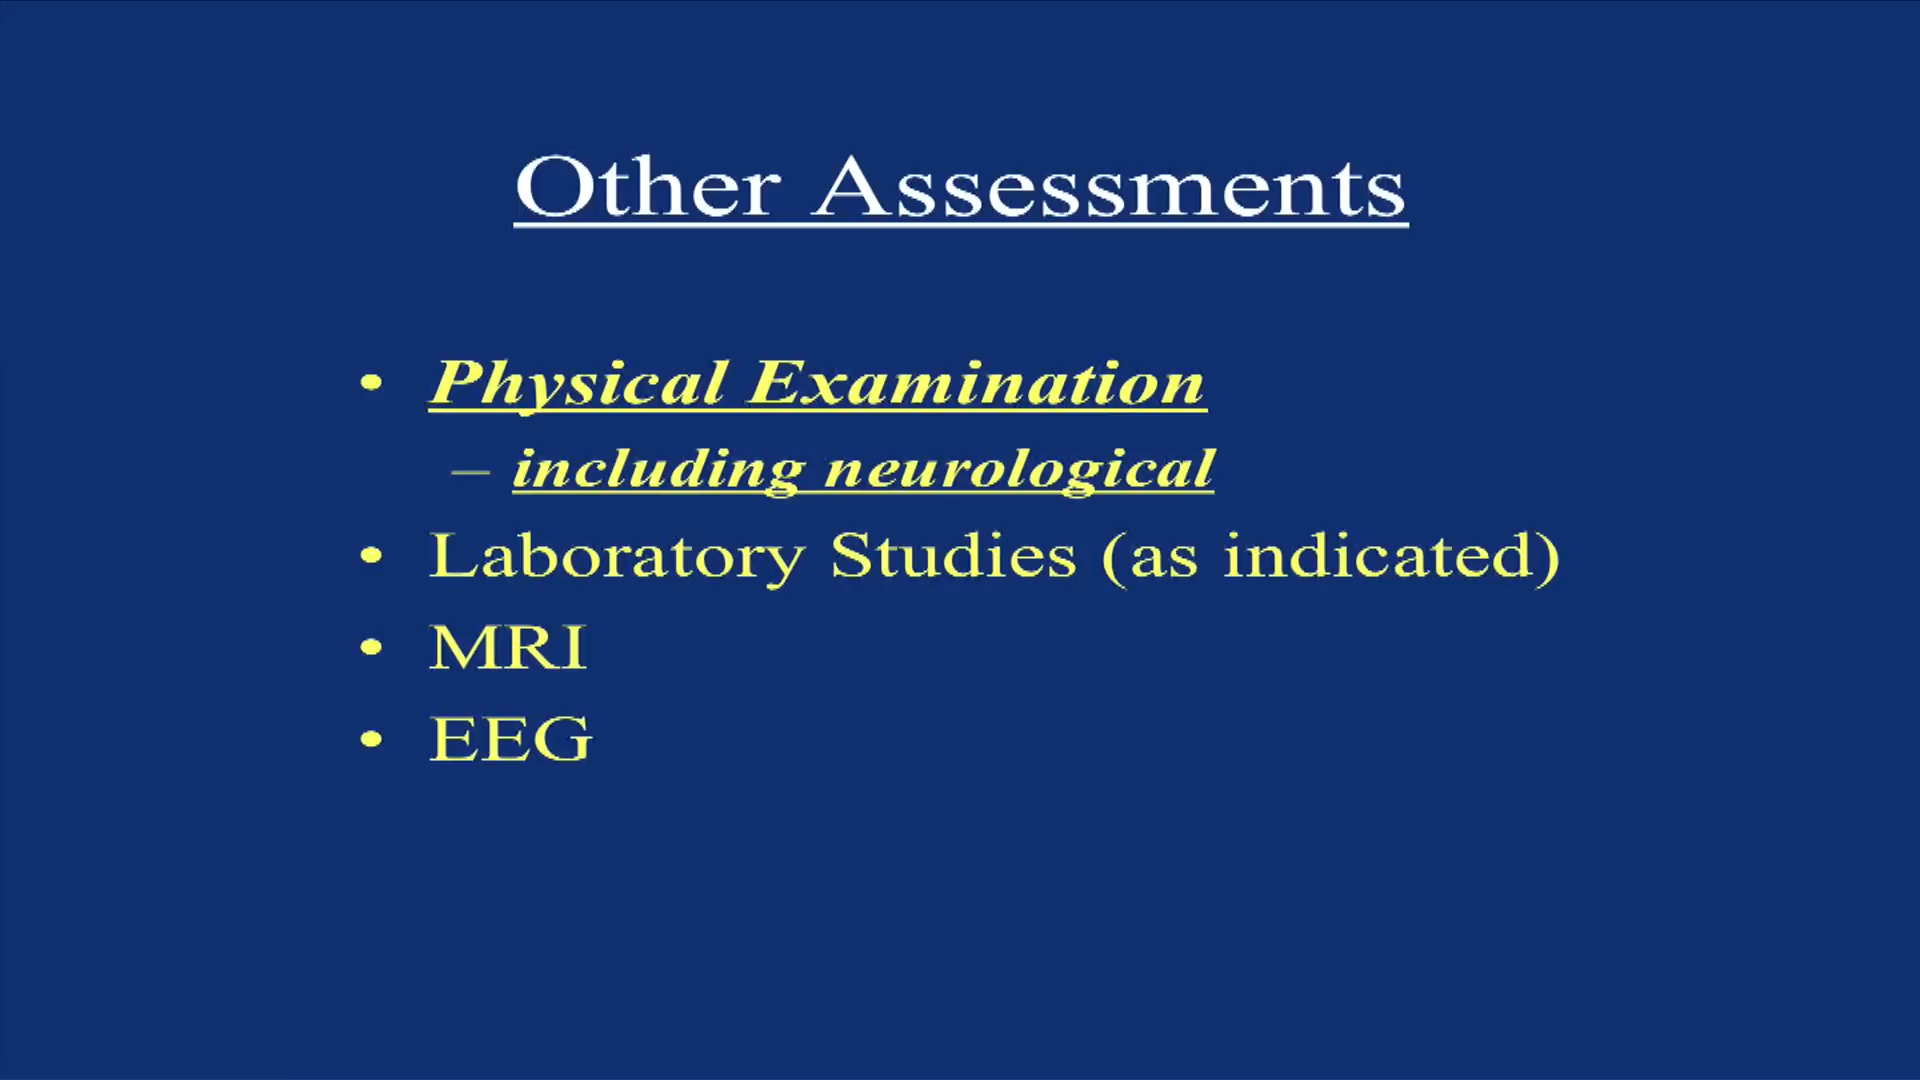 Other Assessments
• Physical Examination
– including neurological
• Laboratory Studies (as indicated)
• MRI
• EEG